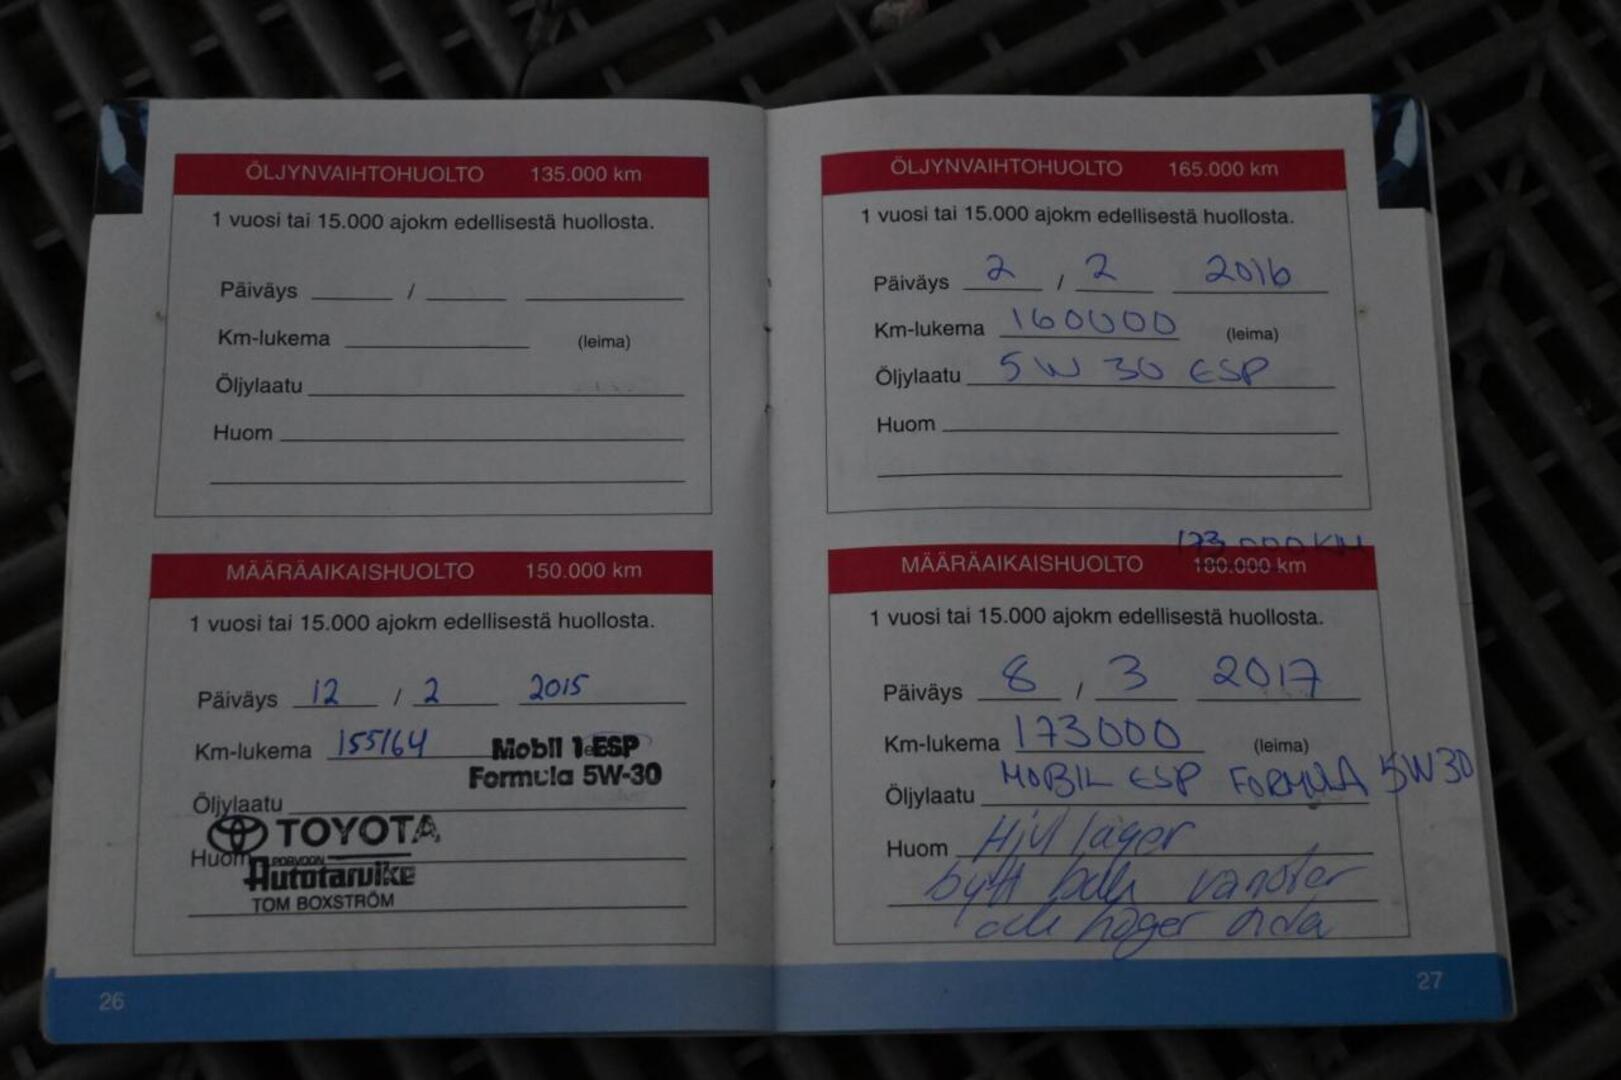 ÖLJYNVAIHTOHUOLTO 135.000 km
1 vuosi tai 15.000 ajokm edellisestä huollosta.
Päiväys /
Km-lukema (leima)
Öljylaatu
Huom
MÄÄRÄAIKAISHUOLTO 150.000 km
1 vuosi tai 15.000 ajokm edellisestä huollosta.
Päiväys 12 / 2 2015
Km-lukema 155164 Mobil 1 ESP
Formula 5W-30
Öljylaatu
TOYOTA
Huom PORVOON
Autotarvike
TOM BOXSTRÖM
26
ÖLJYNVAIHTOHUOLTO 165.000 km
1 vuosi tai 15.000 ajokm edellisestä huollosta.
Päiväys 2 / 2 2016
Km-lukema 160000 (leima)
Öljylaatu 5W 30 ESP
Huom
173 000 KM
MÄÄRÄAIKAISHUOLTO 180.000 km
1 vuosi tai 15.000 ajokm edellisestä huollosta.
Päiväys 8 / 3 2017
Km-lukema 173000 (leima)
Öljylaatu MOBIL ESP FORMULA 5W30
Huom Hjul lager
bytt bak vänster
och höger sida
27